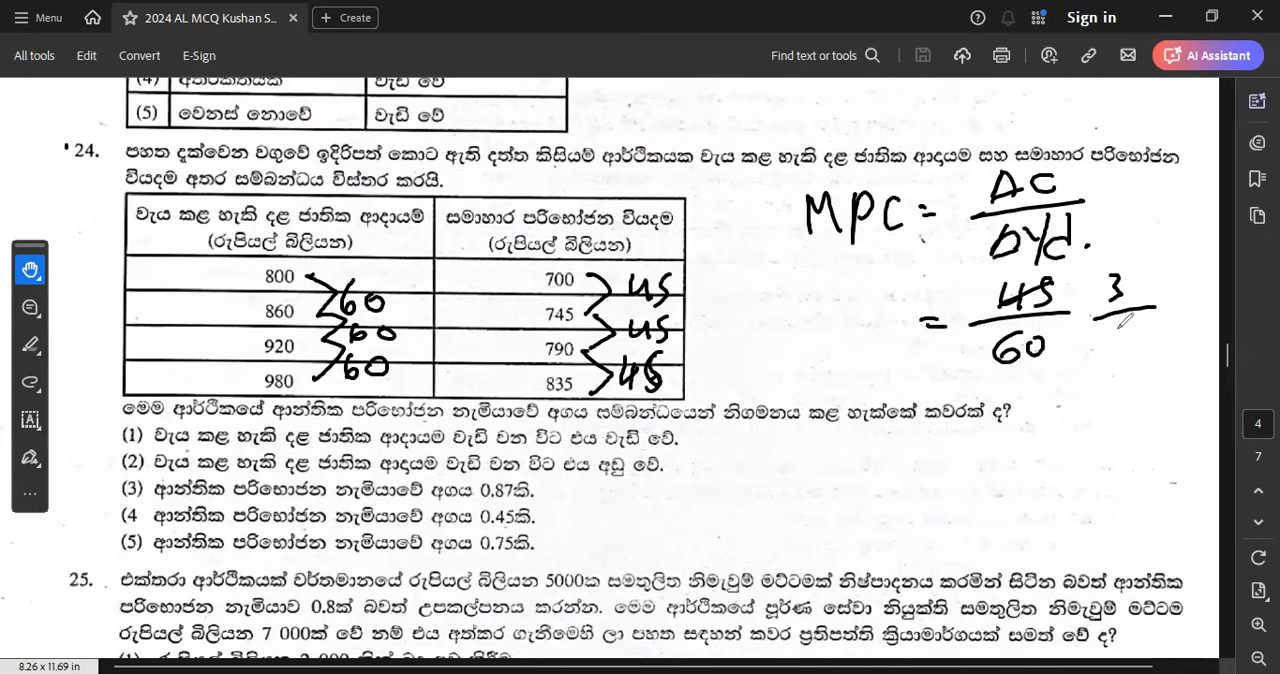 Menu
2024 AL MCQ Kushan S...
Create
Sign in
All tools
Edit
Convert
E-Sign
Find text or tools
AI Assistant
(4) අතිරික්තයක් වැඩි වේ
(5) වෙනස් නොවේ වැඩි වේ
24. පහත දැක්වෙන වගුවේ ඉදිරිපත් කොට ඇති දත්ත කිසියම් ආර්ථිකයක වැය කළ හැකි දළ ජාතික ආදායම සහ සමාහාර පරිභෝජන
වියදම අතර සම්බන්ධය විස්තර කරයි.
වැය කළ හැකි දළ ජාතික ආදායම් සමාහාර පරිභෝජන වියදම
(රුපියල් බිලියන) (රුපියල් බිලියන)
800 700
860 745
920 790
980 835
60 45
60 45
60 45
MPC = ΔC
ΔYd.
= 45 3
60
මෙම ආර්ථිකයේ ආන්තික පරිභෝජන නැමියාවේ අගය සම්බන්ධයෙන් නිගමනය කළ හැක්කේ කවරක් ද?
(1) වැය කළ හැකි දළ ජාතික ආදායම වැඩි වන විට එය වැඩි වේ.
(2) වැය කළ හැකි දළ ජාතික ආදායම වැඩි වන විට එය අඩු වේ.
(3) ආන්තික පරිභොජන නැමියාවේ අගය 0.87කි.
(4 ආන්තික පරිභෝජන නැමියාවේ අගය 0.45කි.
(5) ආන්තික පරිභෝජන නැමියාවේ අගය 0.75කි.
25. එක්තරා ආර්ථිකයක් වර්තමානයේ රුපියල් බිලියන 5000ක සමතුලිත නිමැවුම් මට්ටමක් නිෂ්පාදනය කරමින් සිටින බවත් ආන්තික
පරිභොජන නැමියාව 0.8ක් බවත් උපකල්පනය කරන්න. මෙම ආර්ථිකයේ පූර්ණ සේවා නියුක්ති සමතුලිත නිමැවුම් මට්ටම
රුපියල් බිලියන 7 000ක් වේ නම් එය අත්කර ගැනීමෙහි ලා පහත සඳහන් කවර ප්‍රතිපත්ති ක්‍රියාමාර්ගයක් සමත් වේ ද?
4
7
8.26 x 11.69 in